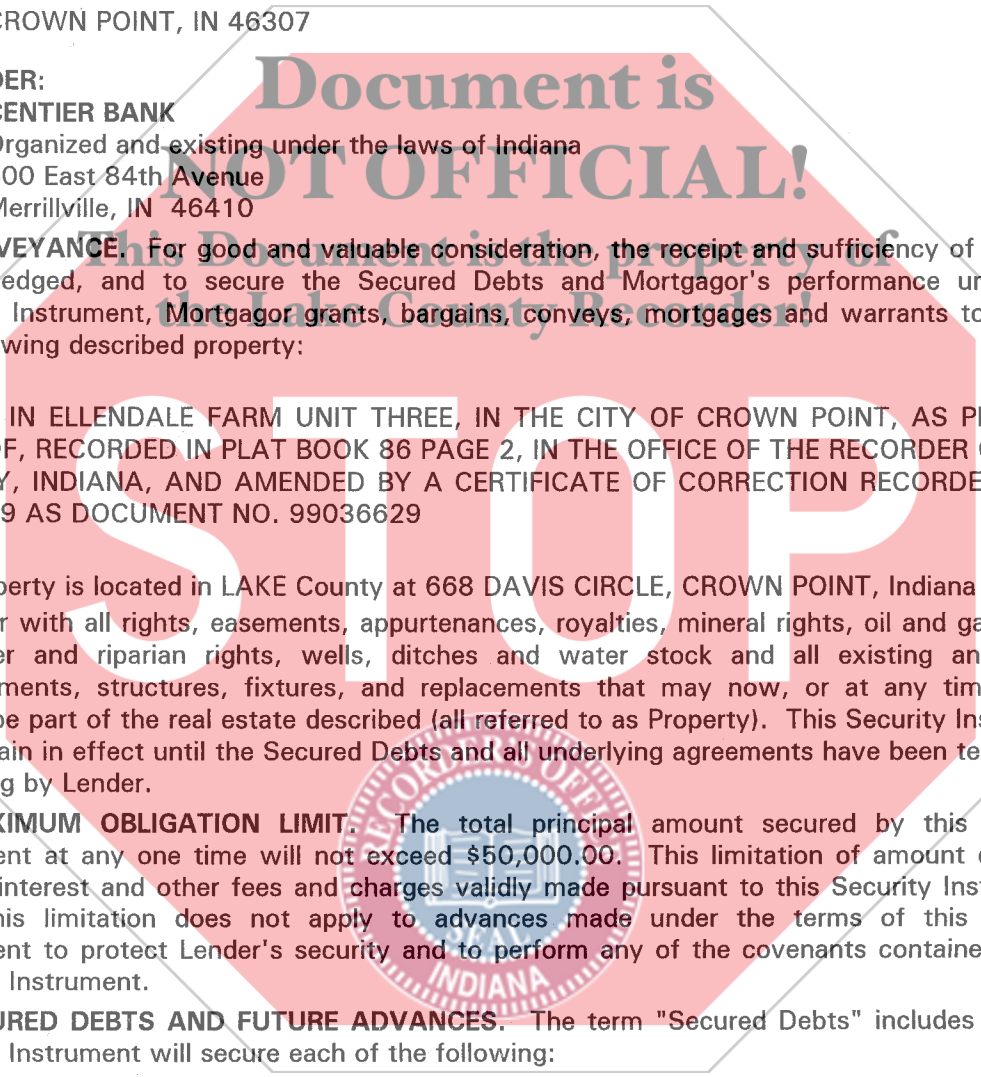 CROWN POINT, IN 46307
DER:
CENTIER BANK
Organized and existing under the laws of Indiana
00 East 84th Avenue
Merrillville, IN 46410
VEYANCE. For good and valuable consideration, the receipt and sufficiency of
edged, and to secure the Secured Debts and Mortgagor's performance un
Instrument, Mortgagor grants, bargains, conveys, mortgages and warrants to
wing described property:
IN ELLENDALE FARM UNIT THREE, IN THE CITY OF CROWN POINT, AS P
F, RECORDED IN PLAT BOOK 86 PAGE 2, IN THE OFFICE OF THE RECORDER
Y, INDIANA, AND AMENDED BY A CERTIFICATE OF CORRECTION RECORDE
9 AS DOCUMENT NO. 99036629
perty is located in LAKE County at 668 DAVIS CIRCLE, CROWN POINT, Indiana
r with all rights, easements, appurtenances, royalties, mineral rights, oil and ga
er and riparian rights, wells, ditches and water stock and all existing an
ments, structures, fixtures, and replacements that may now, or at any tim
be part of the real estate described (all referred to as Property). This Security Ins
ain in effect until the Secured Debts and all underlying agreements have been te
g by Lender.
XIMUM OBLIGATION LIMIT. The total principal amount secured by this
ent at any one time will not exceed $50,000.00. This limitation of amount
interest and other fees and charges validly made pursuant to this Security Inst
his limitation does not apply to advances made under the terms of this
ent to protect Lender's security and to perform any of the covenants containe
Instrument.
URED DEBTS AND FUTURE ADVANCES. The term "Secured Debts" includes
Instrument will secure each of the following:
Document is
NOT OFFICIAL!
This Document is the property of
the Lake County Recorder!
STOP
RECORDER'S OFFICE
SEAL
INDIANA